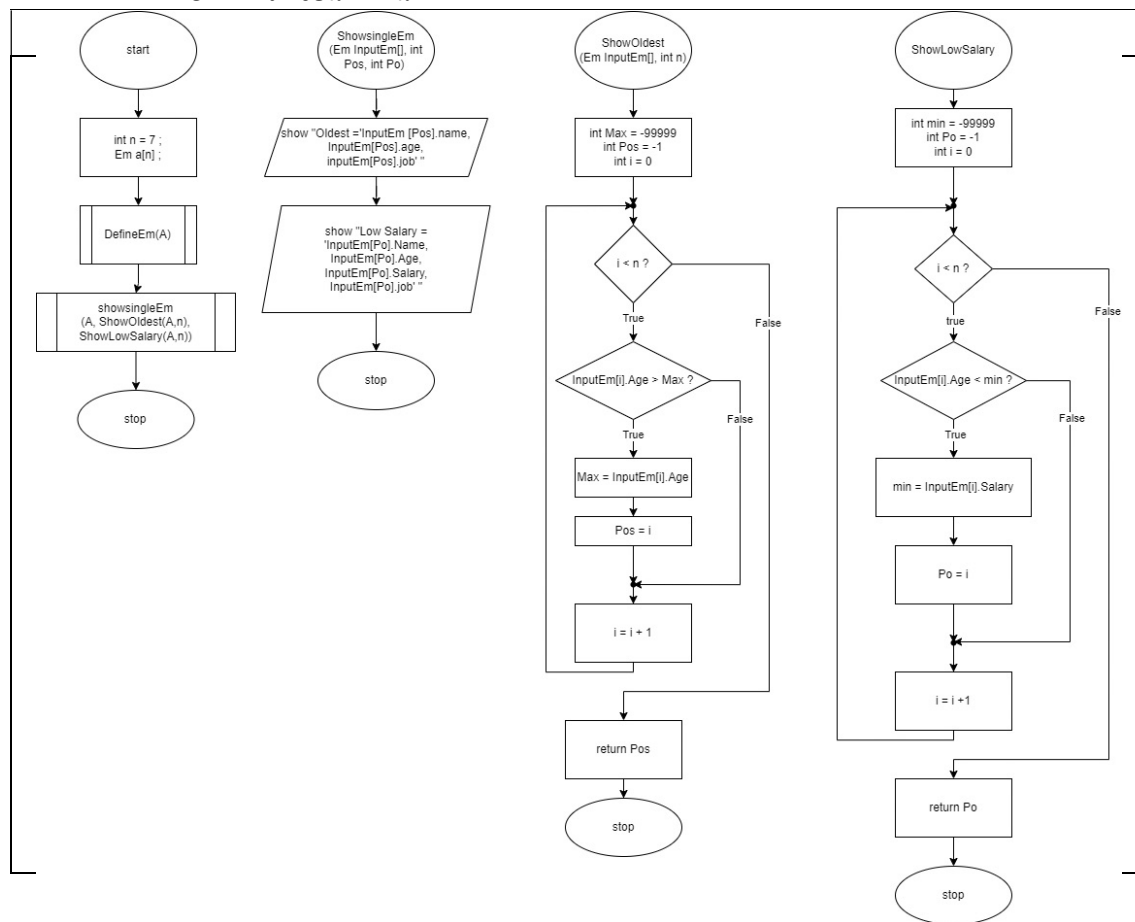 start
int n = 7 ;
Em a[n] ;
DefineEm(A)
showsingleEm
(A, ShowOldest(A,n),
ShowLowSalary(A,n))
stop
ShowsingleEm
(Em InputEm[], int
Pos, int Po)
show "Oldest ='InputEm [Pos].name,
InputEm[Pos].age,
inputEm[Pos].job' "
show "Low Salary =
'InputEm[Po].Name,
InputEm[Po].Age,
InputEm[Po].Salary,
InputEm[Po].job' "
stop
ShowOldest
(Em InputEm[], int n)
int Max = -99999
int Pos = -1
int i = 0
i < n ?
True
False
InputEm[i].Age > Max ?
False
True
Max = InputEm[i].Age
Pos = i
i = i + 1
return Pos
stop
ShowLowSalary
int min = -99999
int Po = -1
int i = 0
i < n ?
true
False
InputEm[i].Age < min ?
False
True
min = InputEm[i].Salary
Po = i
i = i +1
return Po
stop